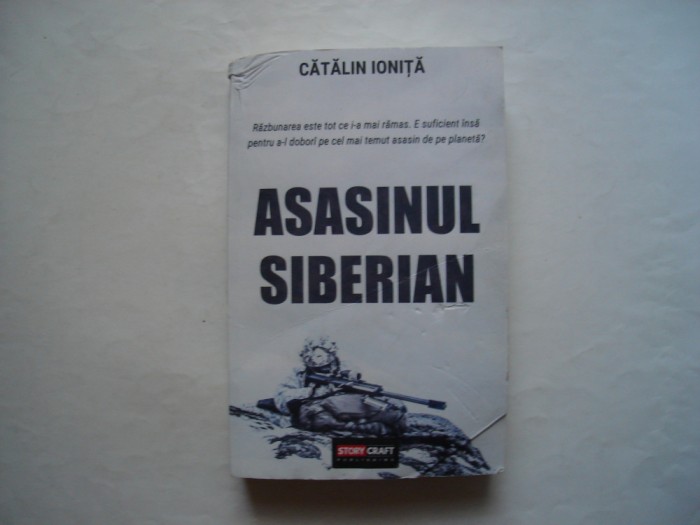 CĂTĂLIN IONIȚĂ
Răzbunarea este tot ce i-a mai rămas. E suficient însă
pentru a-l doborî pe cel mai temut asasin de pe planetă?
ASASINUL
SIBERIAN
STORY CRAFT
PUBLISHING